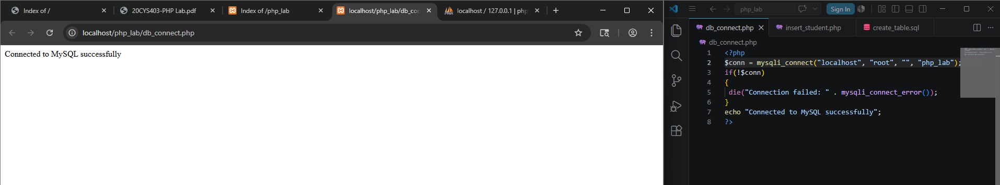 Index of /
20CYS403-PHP Lab.pdf
Index of /php_lab
localhost/php_lab/db_con
localhost / 127.0.0.1 | php
localhost/php_lab/db_connect.php
Connected to MySQL successfully
php_lab
Sign In
db_connect.php
insert_student.php
create_table.sql
db_connect.php
1 <?php
2 $conn = mysqli_connect("localhost", "root", "", "php_lab");
3 if(!$conn)
4 {
5 die("Connection failed: " . mysqli_connect_error());
6 }
7 echo "Connected to MySQL successfully";
8 ?>